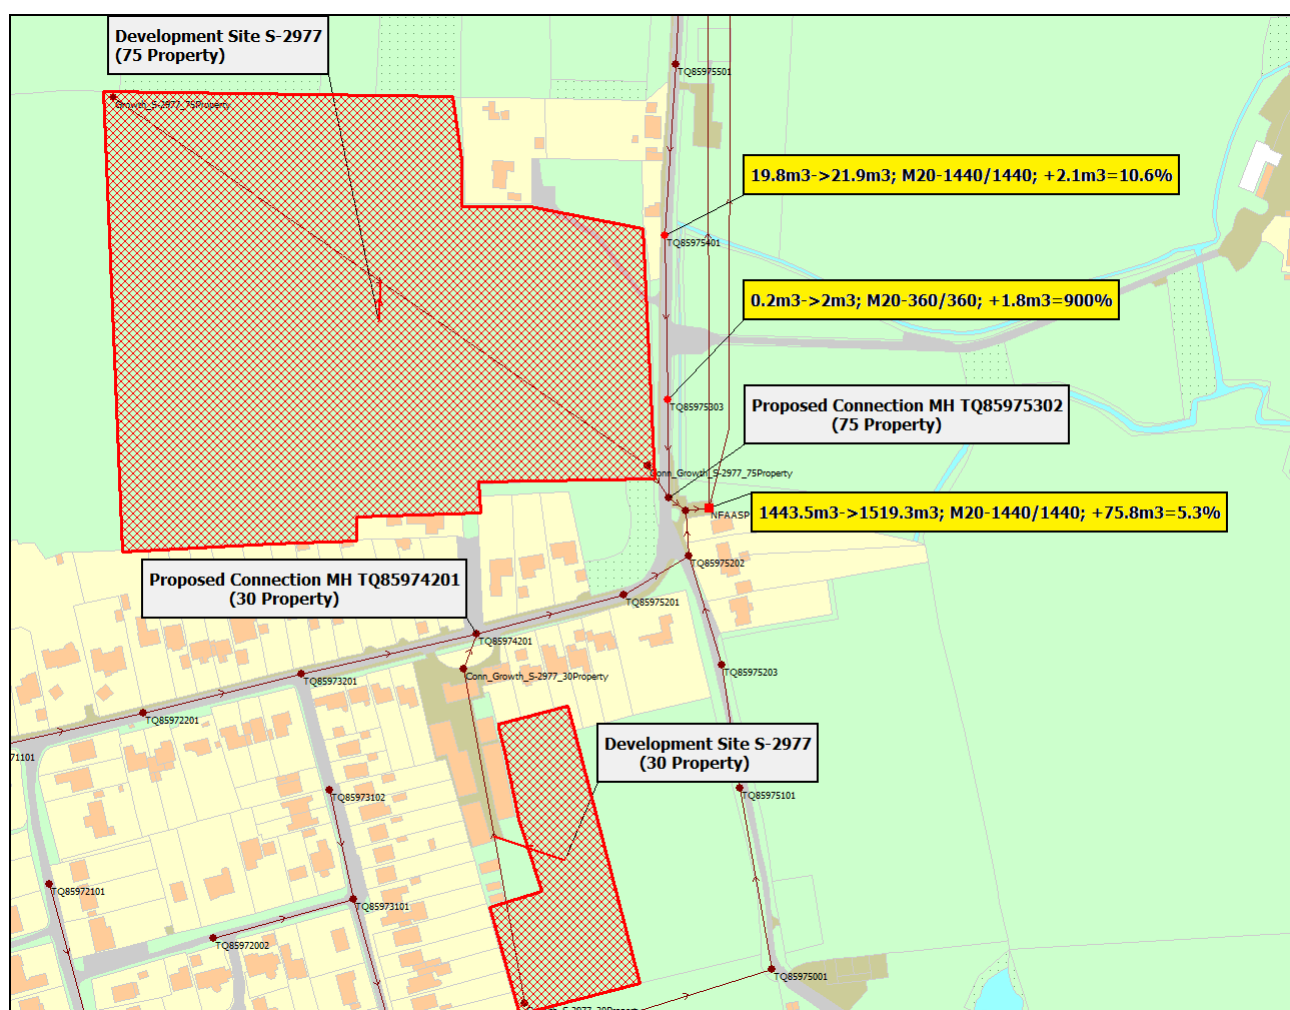 Development Site S-2977
(75 Property)
TQ85975501
Growth_S-2977_75Property
19.8m3->21.9m3; M20-1440/1440; +2.1m3=10.6%
TQ85975401
0.2m3->2m3; M20-360/360; +1.8m3=900%
TQ85975303
Proposed Connection MH TQ85975302
(75 Property)
Conn_Growth_S-2977_75Property
NFAASP
1443.5m3->1519.3m3; M20-1440/1440; +75.8m3=5.3%
TQ85975202
Proposed Connection MH TQ85974201
(30 Property)
TQ85975201
TQ85974201
TQ85975203
Conn_Growth_S-2977_30Property
TQ85973201
TQ85972201
71101
Development Site S-2977
(30 Property)
TQ85973102
TQ85975101
TQ85972101
TQ85973101
TQ85972002
TQ85975001